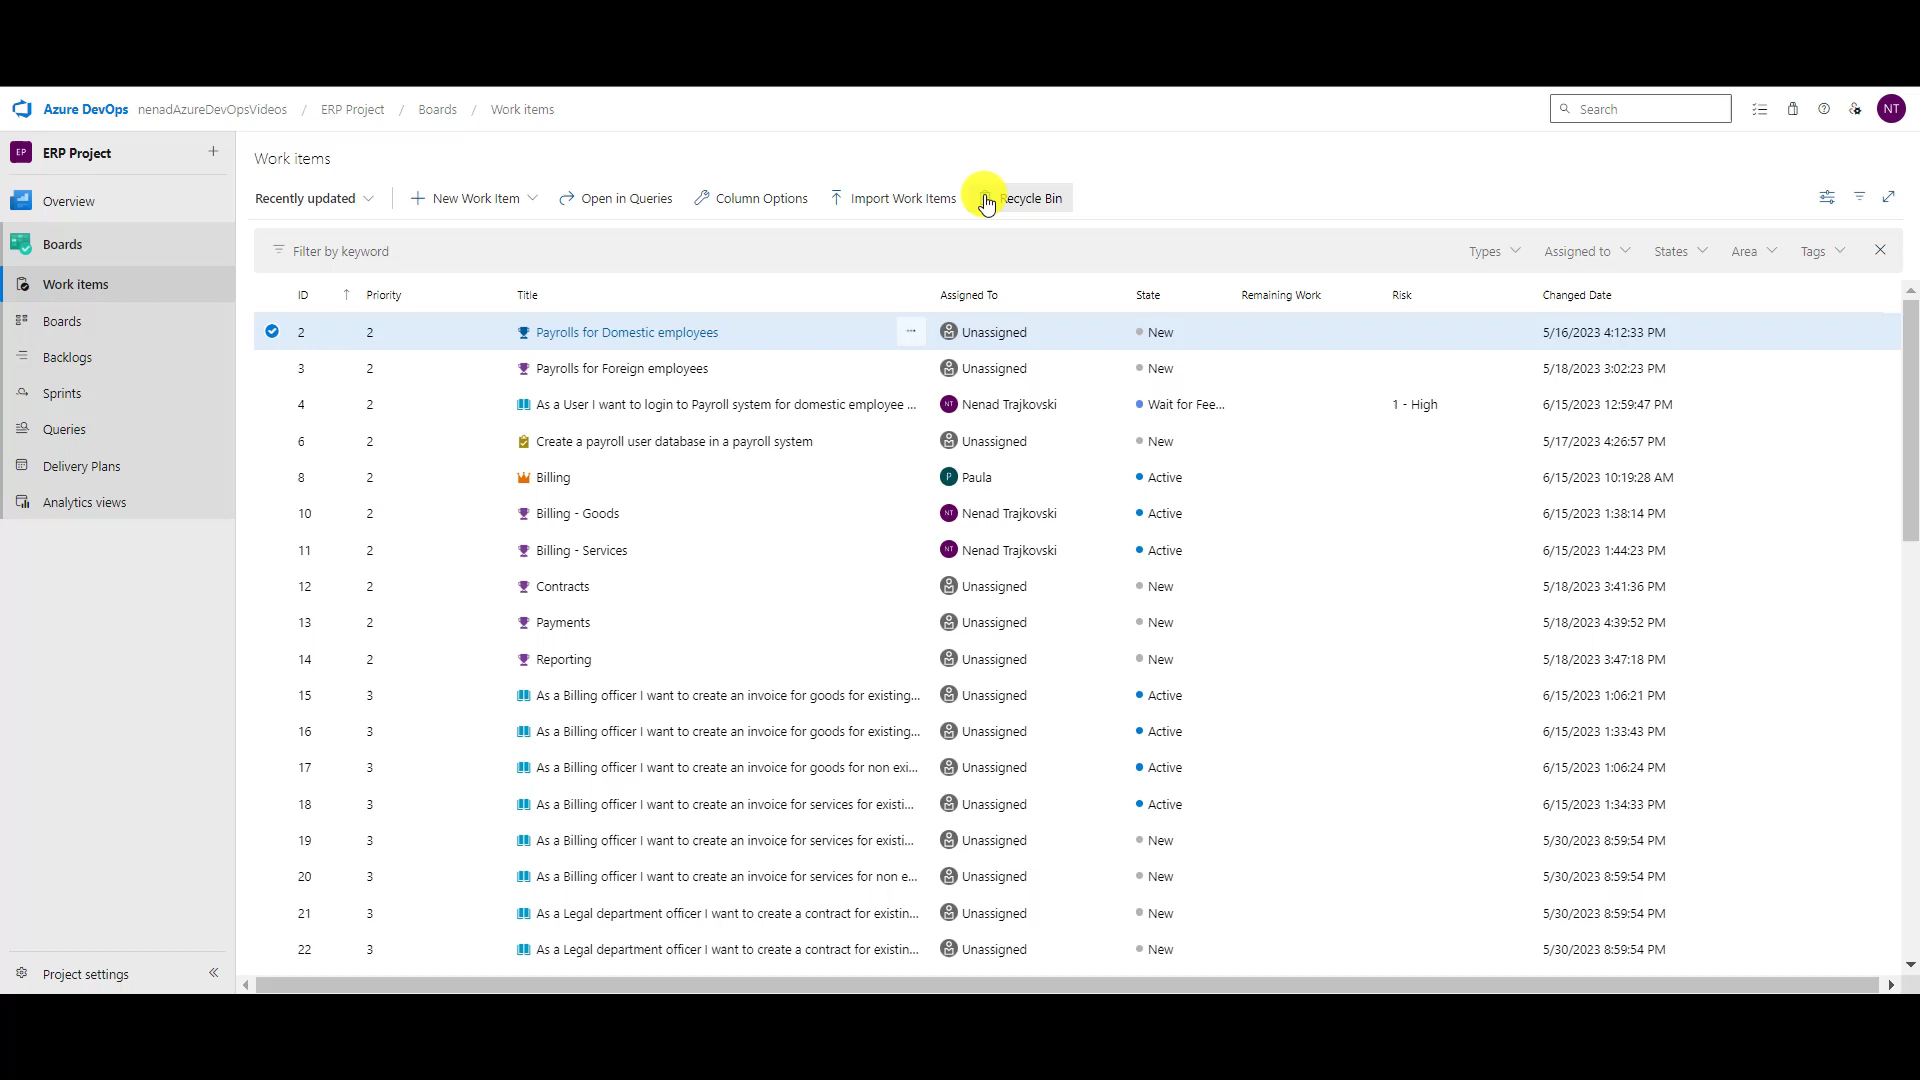 Azure DevOps nenadAzureDevOpsVideos / ERP Project / Boards / Work items Search NT
EP ERP Project +
Overview
Boards
Work items
Boards
Backlogs
Sprints
Queries
Delivery Plans
Analytics views
Project settings
Work items
Recently updated New Work Item Open in Queries Column Options Import Work Items Recycle Bin
Filter by keyword Types Assigned to States Area Tags
ID Priority Title Assigned To State Remaining Work Risk Changed Date
2 2 Payrolls for Domestic employees ... Unassigned New 5/16/2023 4:12:33 PM
3 2 Payrolls for Foreign employees Unassigned New 5/18/2023 3:02:23 PM
4 2 As a User I want to login to Payroll system for domestic employee ... NT Nenad Trajkovski Wait for Fee... 1 - High 6/15/2023 12:59:47 PM
6 2 Create a payroll user database in a payroll system Unassigned New 5/17/2023 4:26:57 PM
8 2 Billing P Paula Active 6/15/2023 10:19:28 AM
10 2 Billing - Goods NT Nenad Trajkovski Active 6/15/2023 1:38:14 PM
11 2 Billing - Services NT Nenad Trajkovski Active 6/15/2023 1:44:23 PM
12 2 Contracts Unassigned New 5/18/2023 3:41:36 PM
13 2 Payments Unassigned New 5/18/2023 4:39:52 PM
14 2 Reporting Unassigned New 5/18/2023 3:47:18 PM
15 3 As a Billing officer I want to create an invoice for goods for existing... Unassigned Active 6/15/2023 1:06:21 PM
16 3 As a Billing officer I want to create an invoice for goods for existing... Unassigned Active 6/15/2023 1:33:43 PM
17 3 As a Billing officer I want to create an invoice for goods for non exi... Unassigned Active 6/15/2023 1:06:24 PM
18 3 As a Billing officer I want to create an invoice for services for existi... Unassigned Active 6/15/2023 1:34:33 PM
19 3 As a Billing officer I want to create an invoice for services for existi... Unassigned New 5/30/2023 8:59:54 PM
20 3 As a Billing officer I want to create an invoice for services for non e... Unassigned New 5/30/2023 8:59:54 PM
21 3 As a Legal department officer I want to create a contract for existin... Unassigned New 5/30/2023 8:59:54 PM
22 3 As a Legal department officer I want to create a contract for existin... Unassigned New 5/30/2023 8:59:54 PM